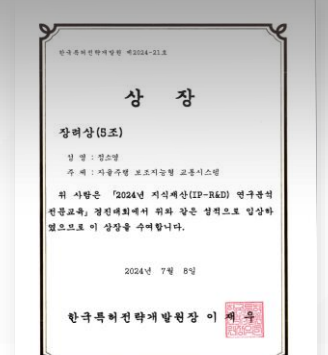 한국특허전략개발원 제2024-21호
상 장
장려상(5조)
성 명 : 정소영
주 제 : 자율주행 보조지능형 교통시스템
위 사람은 「2024년 지식재산(IP-R&D) 연구분석
전문교육」 경진대회에서 위와 같은 성적으로 입상하
였으므로 이 상장을 수여합니다.
2024년 7월 8일
한국특허전략개발원장 이 재 우